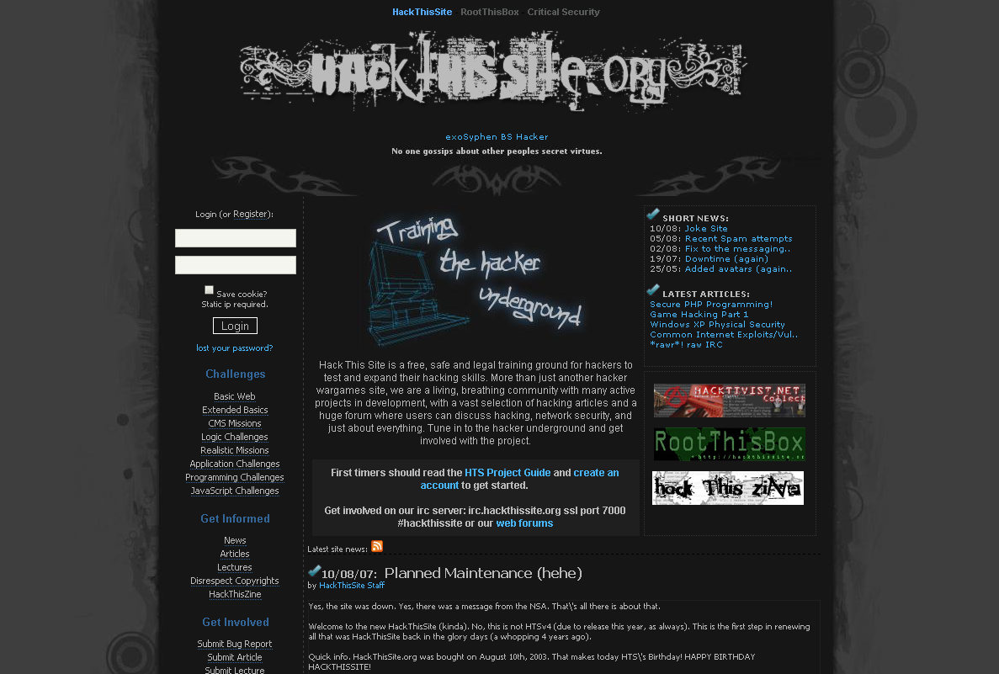 HackThisSite RootThisBox Critical Security
HACkTHISSITe.ORg
exoSyphen BS Hacker
No one gossips about other peoples secret virtues.
Login (or Register):
Save cookie?
Static ip required.
Login
lost your password?
Challenges
Basic Web
Extended Basics
CMS Missions
Logic Challenges
Realistic Missions
Application Challenges
Programming Challenges
JavaScript Challenges
Get Informed
News
Articles
Lectures
Disrespect Copyrights
HackThisZine
Get Involved
Submit Bug Report
Submit Article
Submit Lecture
Training
the hacker
underground
Hack This Site is a free, safe and legal training ground for hackers to
test and expand their hacking skills. More than just another hacker
wargames site, we are a living, breathing community with many active
projects in development, with a vast selection of hacking articles and a
huge forum where users can discuss hacking, network security, and
just about everything. Tune in to the hacker underground and get
involved with the project.
First timers should read the HTS Project Guide and create an
account to get started.
Get involved on our irc server: irc.hackthissite.org ssl port 7000
#hackthissite or our web forums
SHORT NEWS:
10/08: Joke Site
05/08: Recent Spam attempts
02/08: Fix to the messaging..
19/07: Downtime (again)
25/05: Added avatars (again..
LATEST ARTICLES:
Secure PHP Programming!
Game Hacking Part 1
Windows XP Physical Security
Common Internet Exploits/Vul..
*rawr*! raw IRC
HACKTIVIST.NET
RootThisBox
hack This ziNe
Latest site news:
10/08/07: Planned Maintenance (hehe)
by HackThisSite Staff
Yes, the site was down. Yes, there was a message from the NSA. That\'s all there is about that.
Welcome to the new HackThisSite (kinda). No, this is not HTSv4 (due to release this year, as always). This is the first step in renewing
all that was HackThisSite back in the glory days (a whopping 4 years ago).
Quick info. HackThisSite.org was bought on August 10th, 2003. That makes today HTS\'s Birthday! HAPPY BIRTHDAY
HACKTHISSITE!